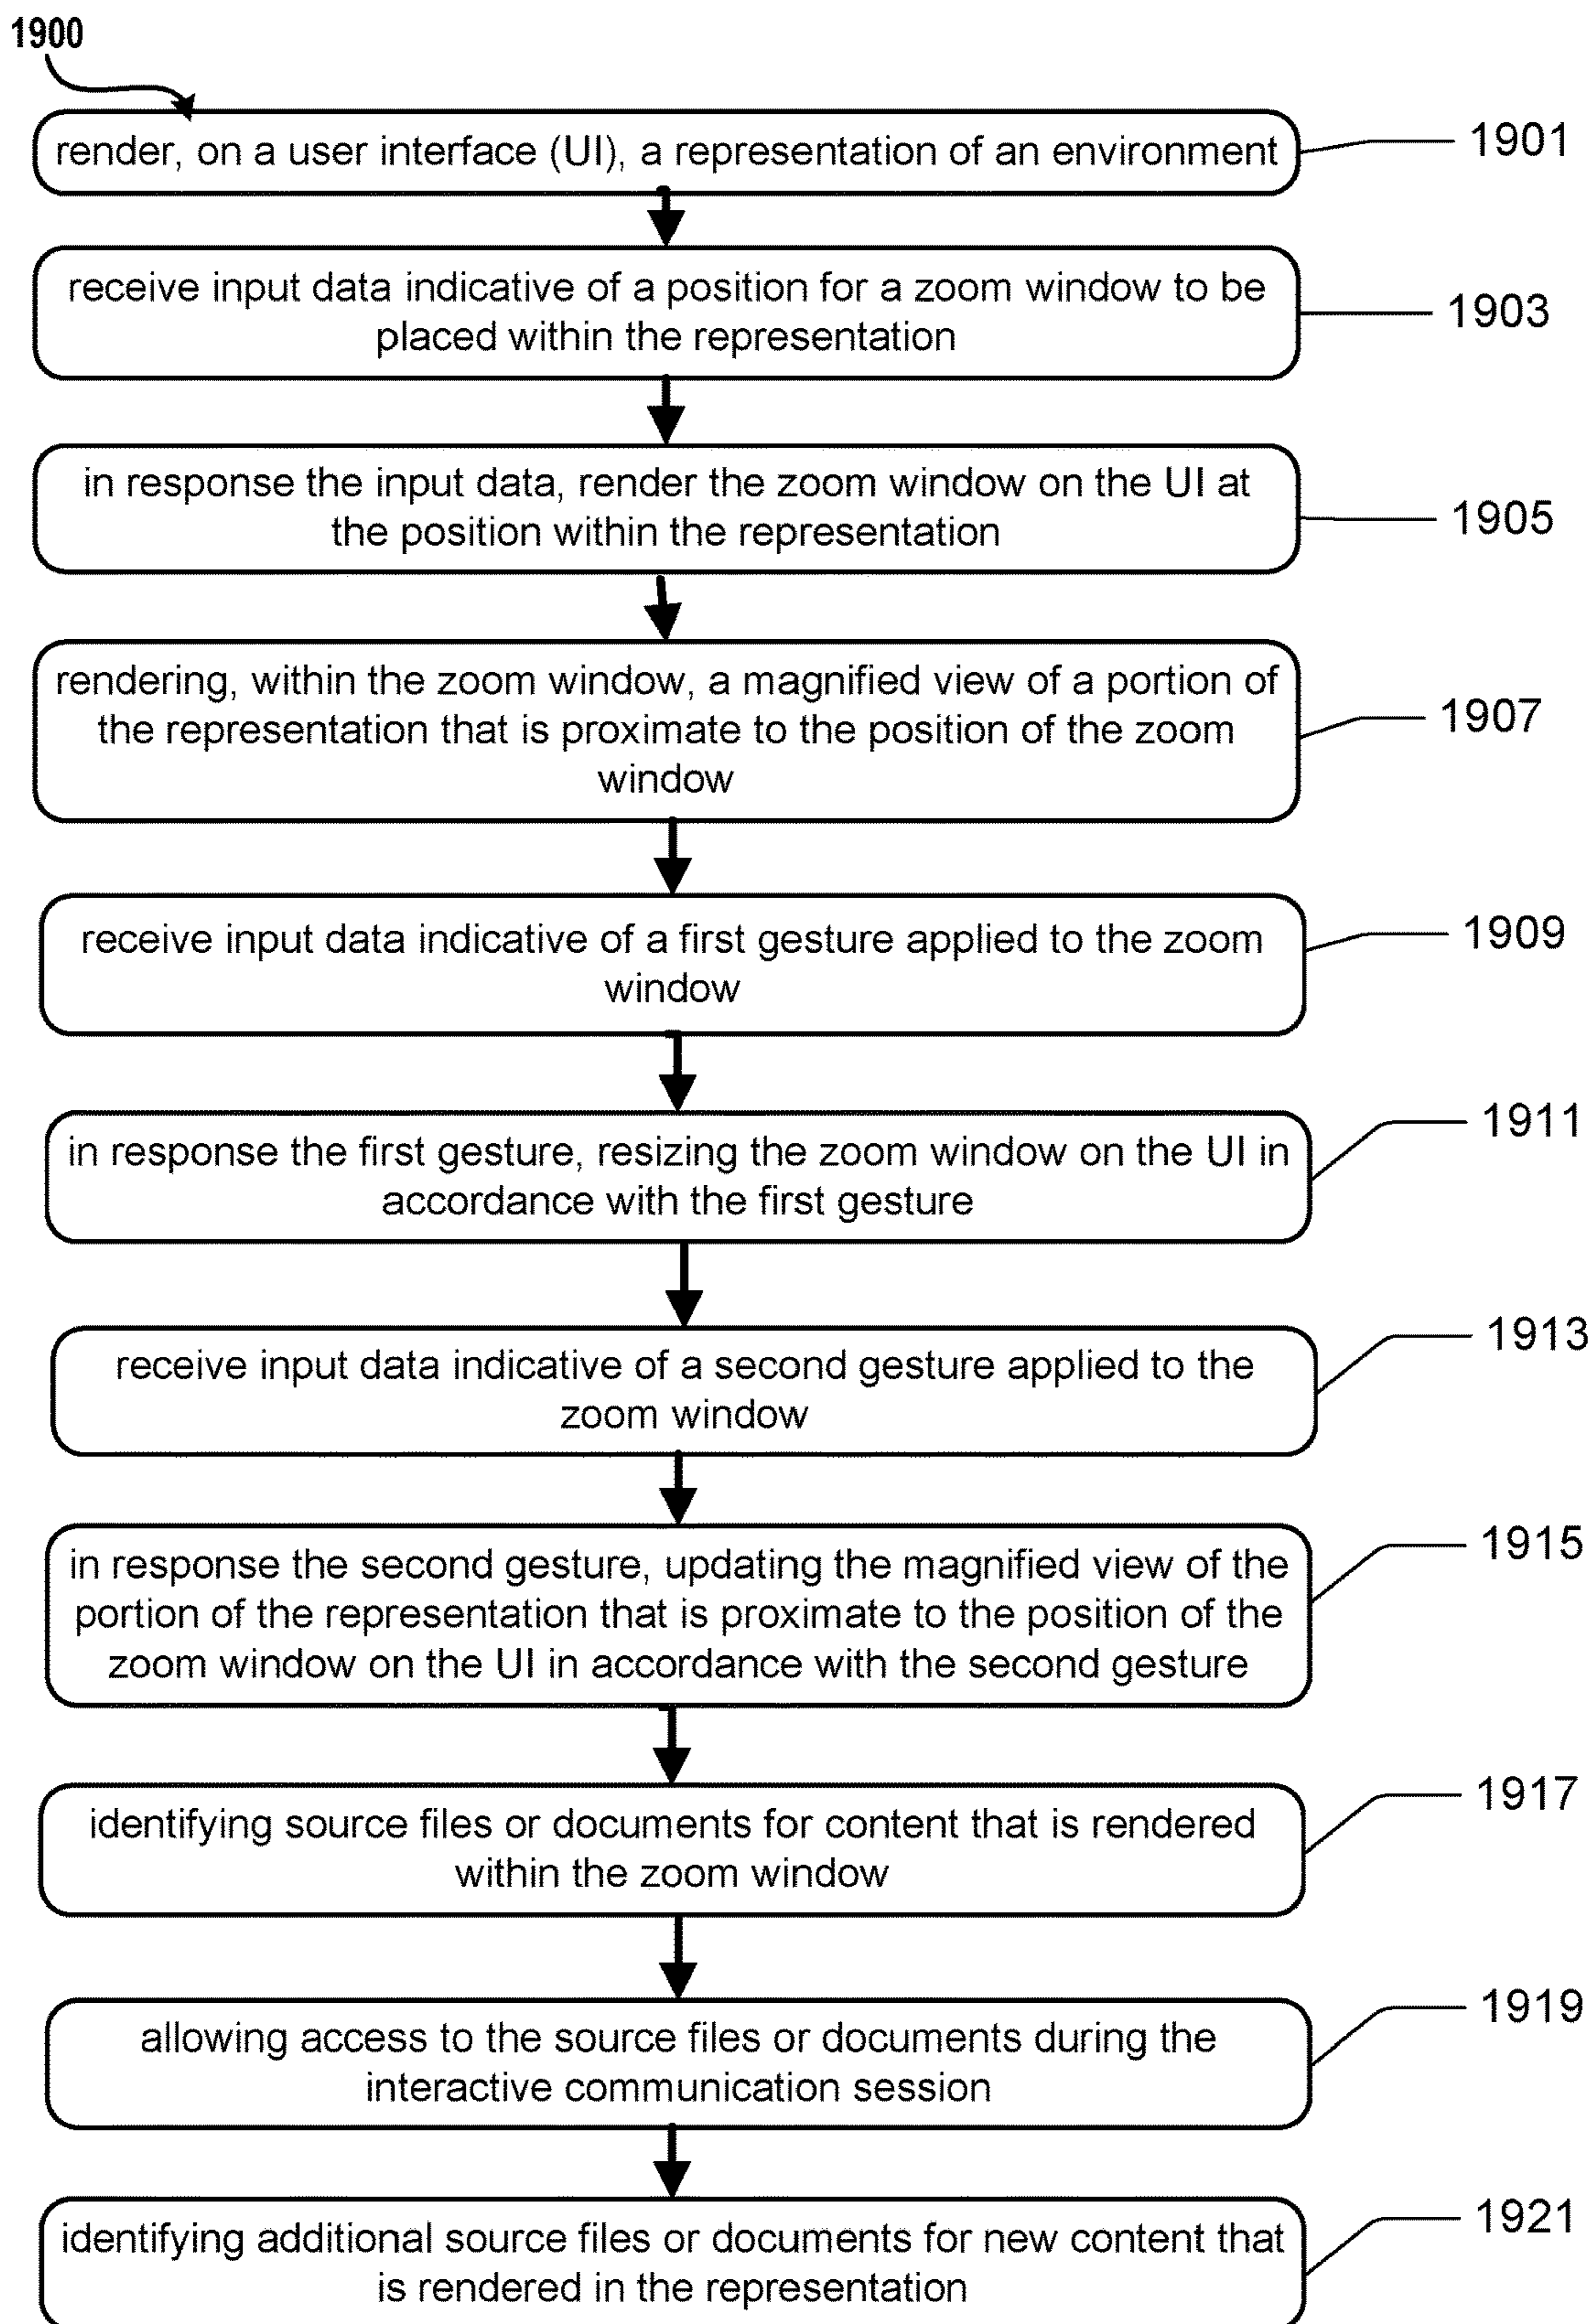 1900
render, on a user interface (UI), a representation of an environment
1901
receive input data indicative of a position for a zoom window to be
placed within the representation
1903
in response the input data, render the zoom window on the UI at
the position within the representation
1905
rendering, within the zoom window, a magnified view of a portion of
the representation that is proximate to the position of the zoom
window
1907
receive input data indicative of a first gesture applied to the zoom
window
1909
in response the first gesture, resizing the zoom window on the UI in
accordance with the first gesture
1911
receive input data indicative of a second gesture applied to the
zoom window
1913
in response the second gesture, updating the magnified view of the
portion of the representation that is proximate to the position of the
zoom window on the UI in accordance with the second gesture
1915
identifying source files or documents for content that is rendered
within the zoom window
1917
allowing access to the source files or documents during the
interactive communication session
1919
identifying additional source files or documents for new content that
is rendered in the representation
1921